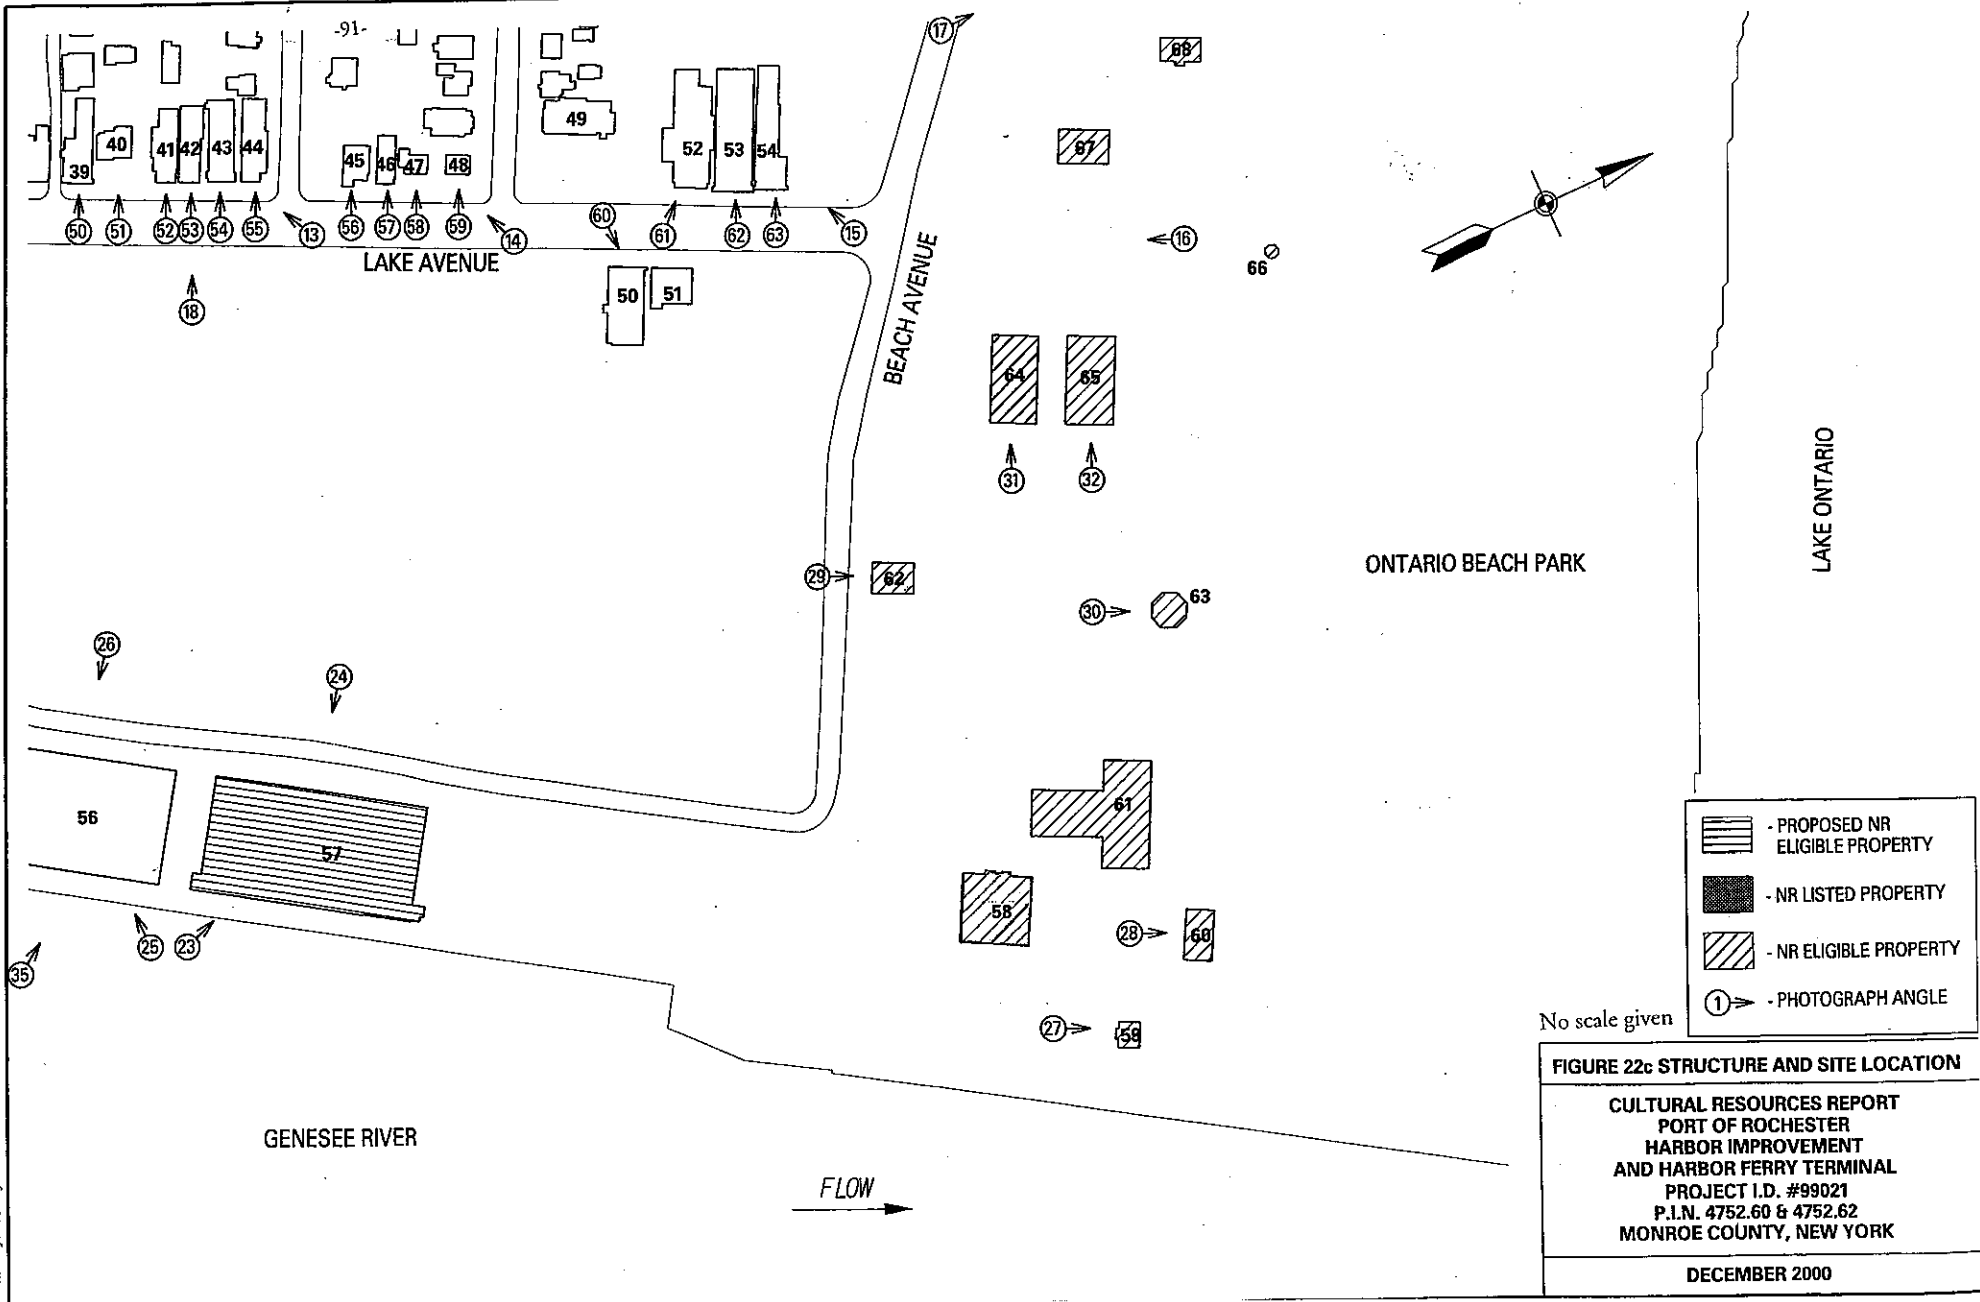 -91-
17
68
39
40
41
42
43
44
45
46
47
48
49
52
53
54
67
50
51
52
53
54
55
13
56
57
58
59
14
60
61
62
63
15
16
66
LAKE AVENUE
BEACH AVENUE
18
50
51
64
65
31
32
LAKE ONTARIO
ONTARIO BEACH PARK
29
62
30
63
26
24
56
57
61
58
28
60
25
23
35
27
59
- PROPOSED NR
ELIGIBLE PROPERTY
- NR LISTED PROPERTY
- NR ELIGIBLE PROPERTY
1 - PHOTOGRAPH ANGLE
No scale given
GENESEE RIVER
FLOW
FIGURE 22c STRUCTURE AND SITE LOCATION
CULTURAL RESOURCES REPORT
PORT OF ROCHESTER
HARBOR IMPROVEMENT
AND HARBOR FERRY TERMINAL
PROJECT I.D. #99021
P.I.N. 4752.60 & 4752.62
MONROE COUNTY, NEW YORK
DECEMBER 2000